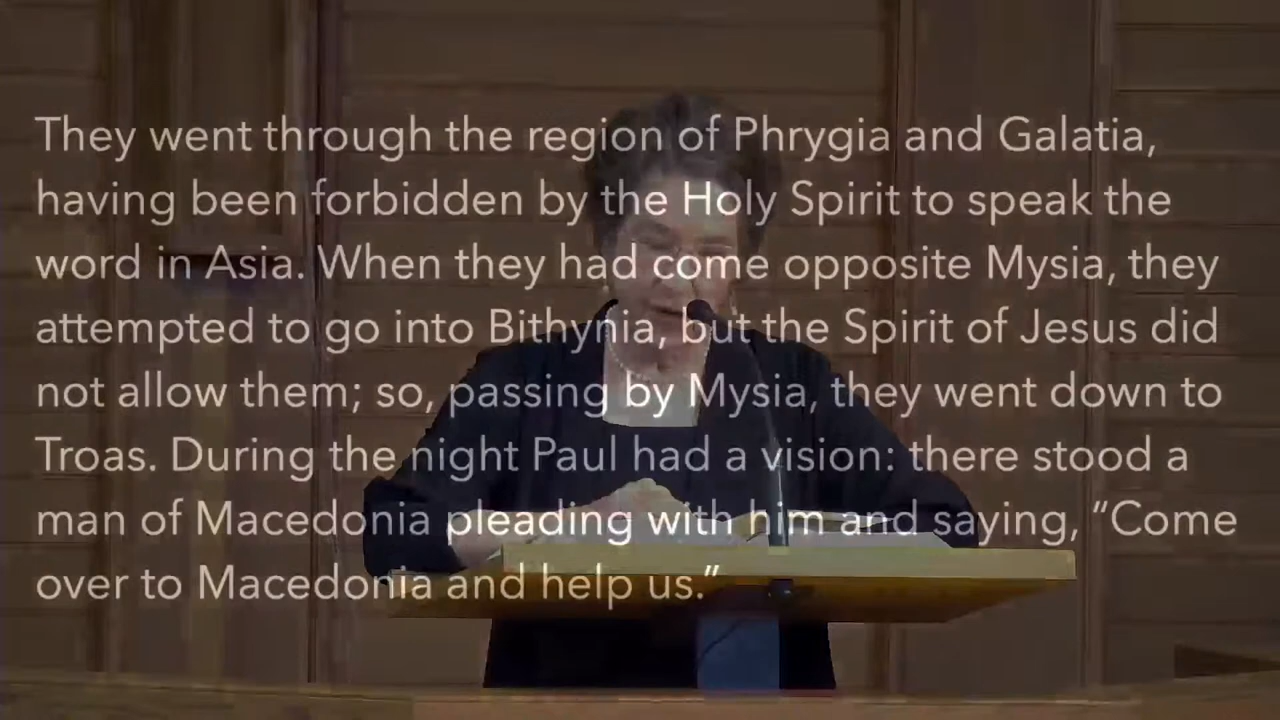 They went through the region of Phrygia and Galatia,
having been forbidden by the Holy Spirit to speak the
word in Asia. When they had come opposite Mysia, they
attempted to go into Bithynia, but the Spirit of Jesus did
not allow them; so, passing by Mysia, they went down to
Troas. During the night Paul had a vision: there stood a
man of Macedonia pleading with him and saying, “Come
over to Macedonia and help us.”